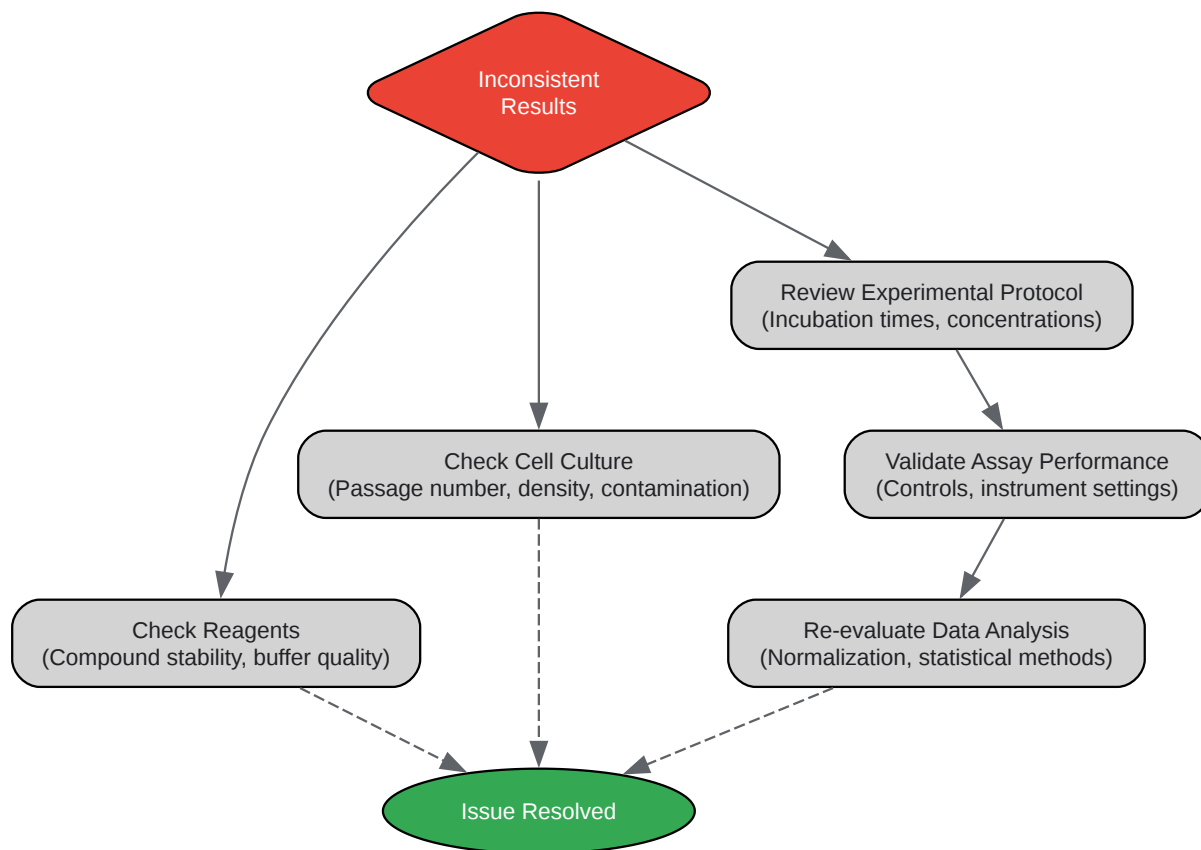 Inconsistent
Results
Review Experimental Protocol
(Incubation times, concentrations)
Check Cell Culture
(Passage number, density, contamination)
Validate Assay Performance
(Controls, instrument settings)
Check Reagents
(Compound stability, buffer quality)
Re-evaluate Data Analysis
(Normalization, statistical methods)
Issue Resolved